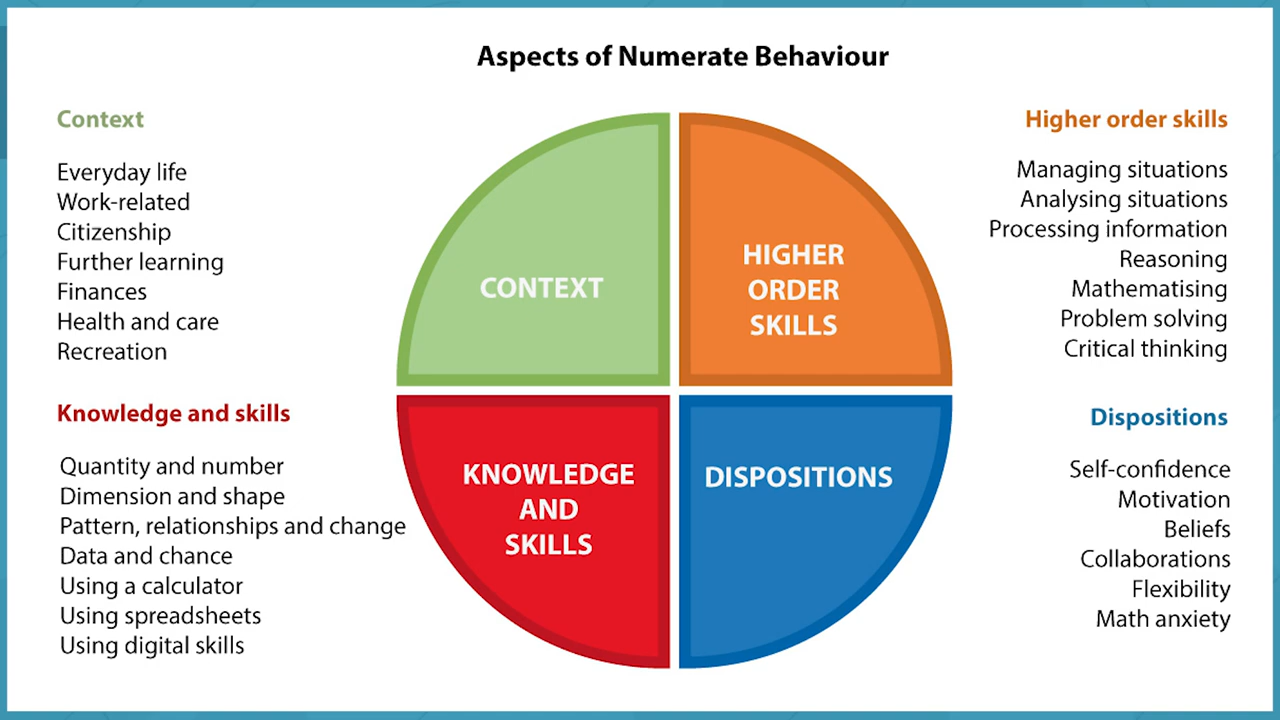 Aspects of Numerate Behaviour
Context
Everyday life
Work-related
Citizenship
Further learning
Finances
Health and care
Recreation
Knowledge and skills
Quantity and number
Dimension and shape
Pattern, relationships and change
Data and chance
Using a calculator
Using spreadsheets
Using digital skills
CONTEXT
HIGHER
ORDER
SKILLS
KNOWLEDGE
AND
SKILLS
DISPOSITIONS
Higher order skills
Managing situations
Analysing situations
Processing information
Reasoning
Mathematising
Problem solving
Critical thinking
Dispositions
Self-confidence
Motivation
Beliefs
Collaborations
Flexibility
Math anxiety